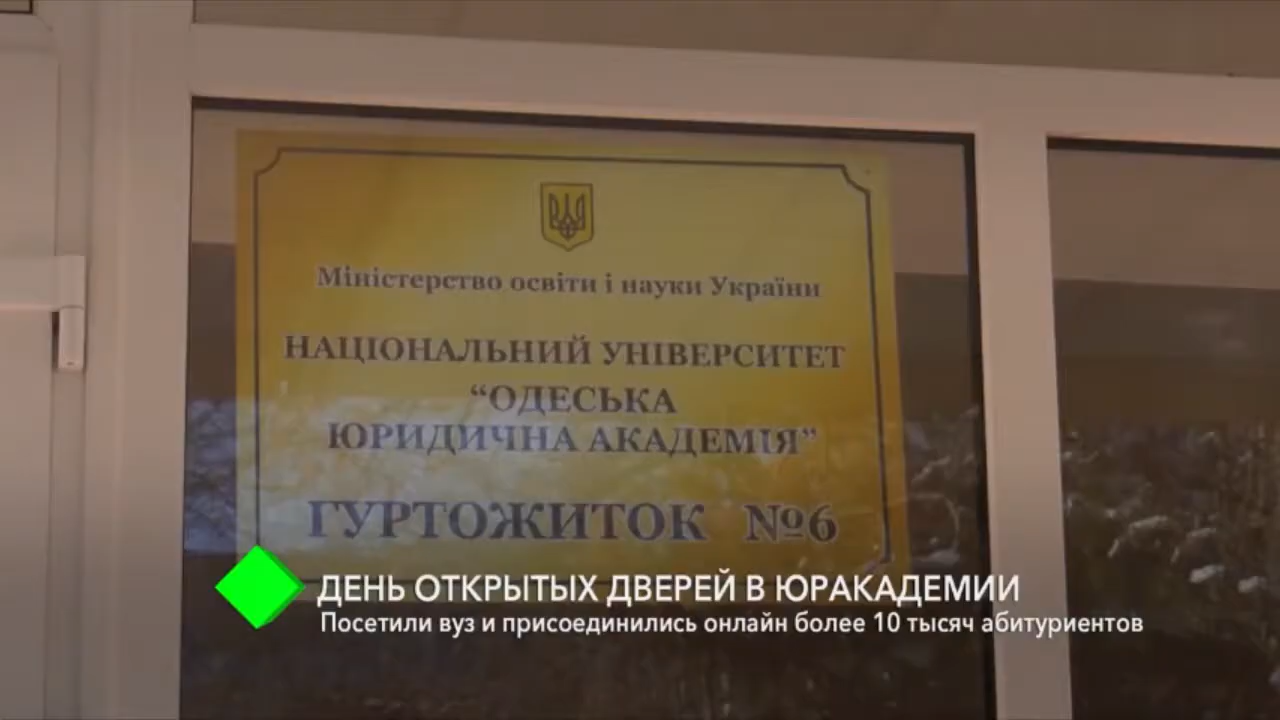 Міністерство освіти і науки України
НАЦІОНАЛЬНИЙ УНІВЕРСИТЕТ
“ОДЕСЬКА
ЮРИДИЧНА АКАДЕМІЯ”
ГУРТОЖИТОК №6
ДЕНЬ ОТКРЫТЫХ ДВЕРЕЙ В ЮРАКАДЕМИИ
Посетили вуз и присоединились онлайн более 10 тысяч абитуриентов